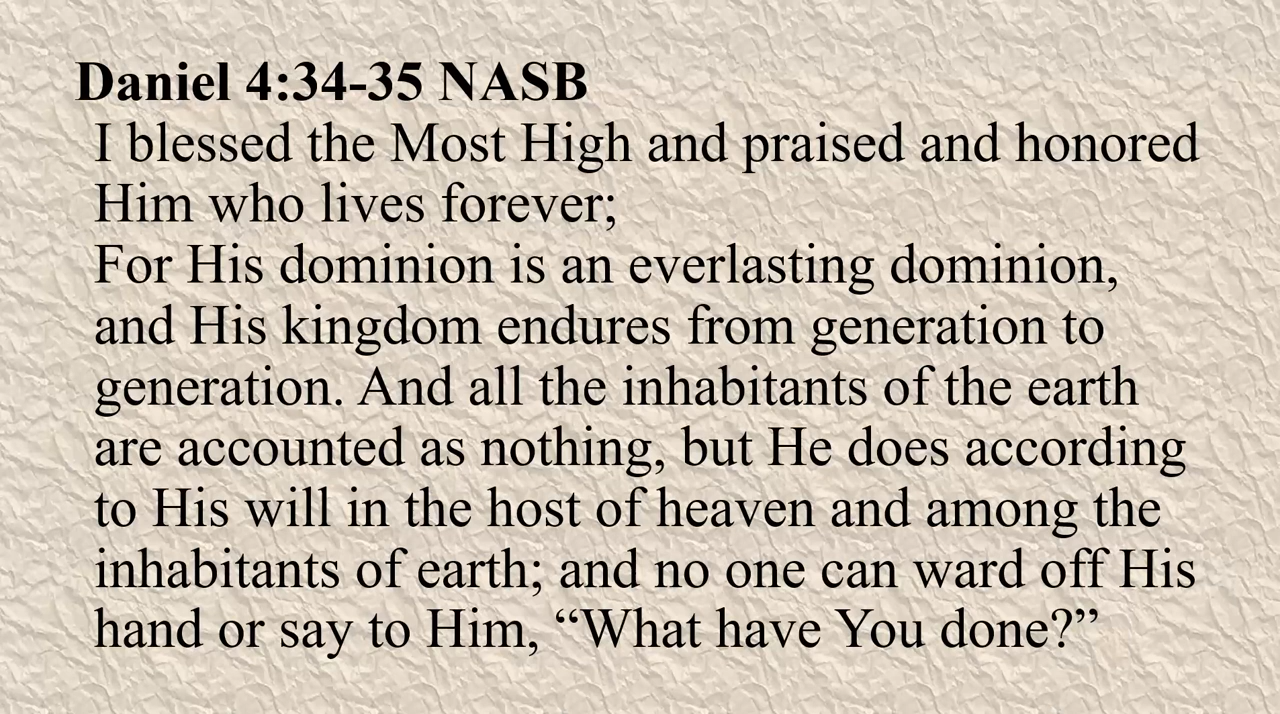 Daniel 4:34-35 NASB
I blessed the Most High and praised and honored
Him who lives forever;
For His dominion is an everlasting dominion,
and His kingdom endures from generation to
generation. And all the inhabitants of the earth
are accounted as nothing, but He does according
to His will in the host of heaven and among the
inhabitants of earth; and no one can ward off His
hand or say to Him, “What have You done?”